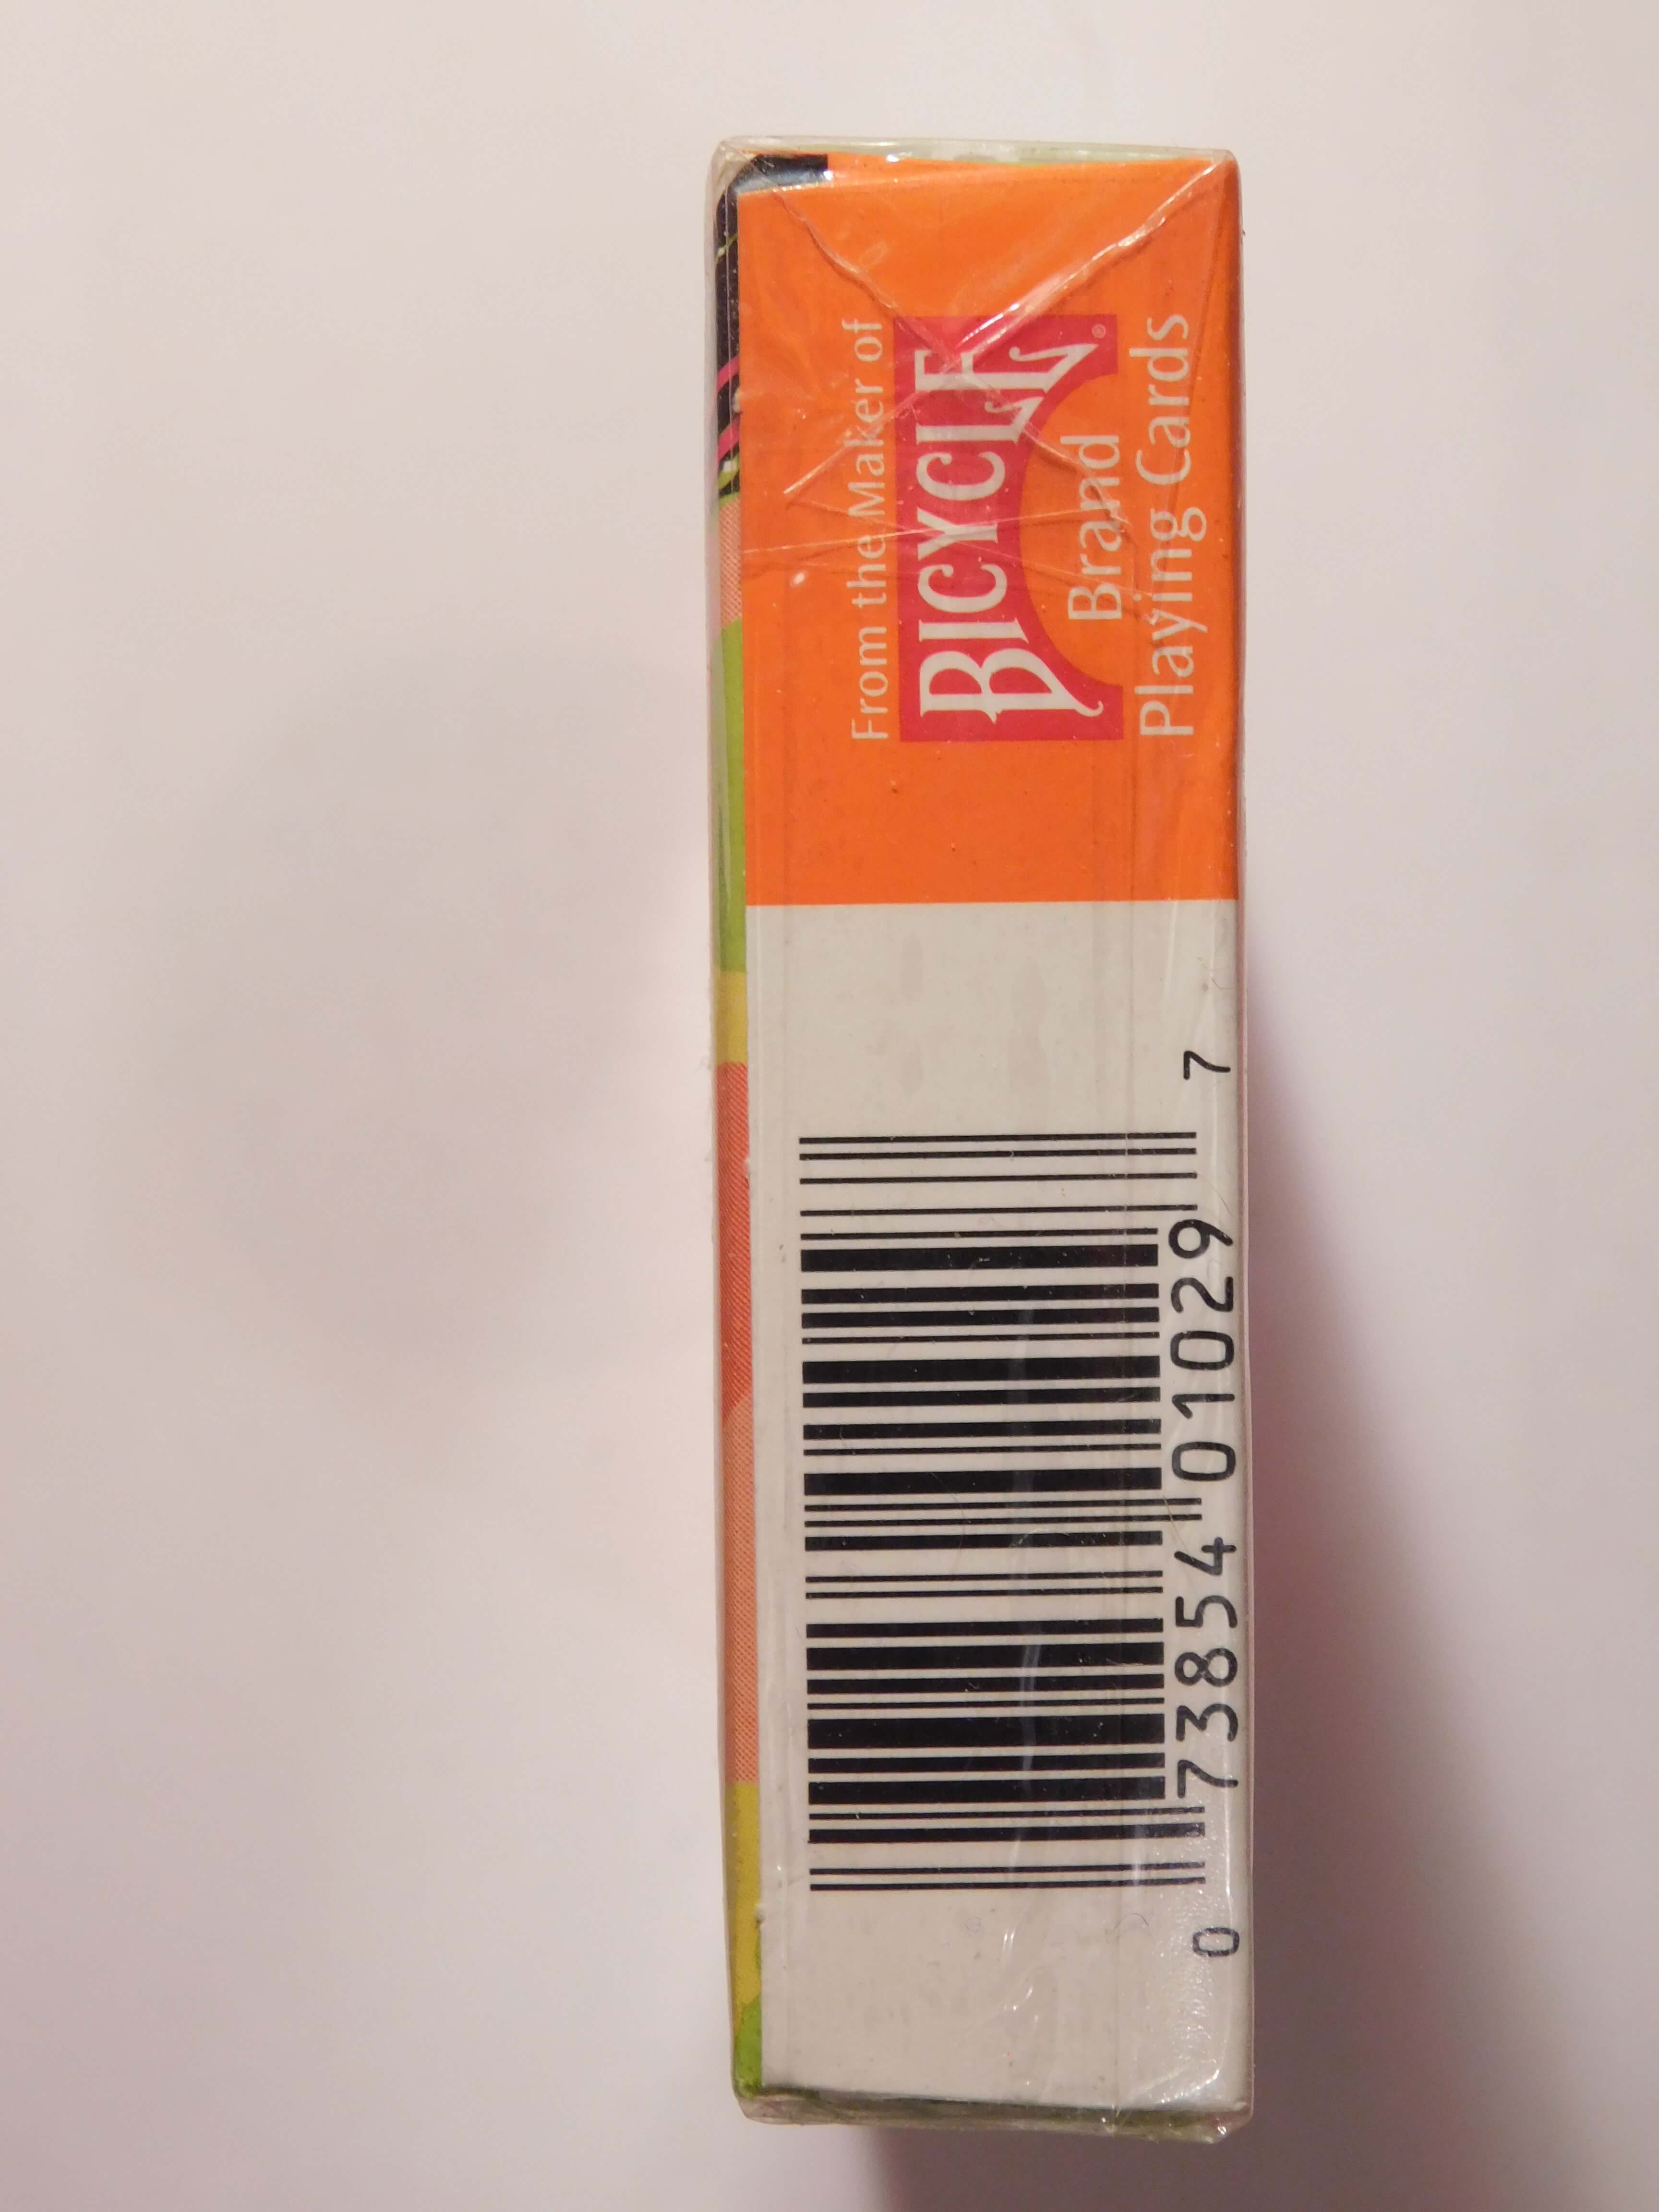 From the Maker of
BICYCLE®
Brand
Playing Cards
0 73854 01029 7